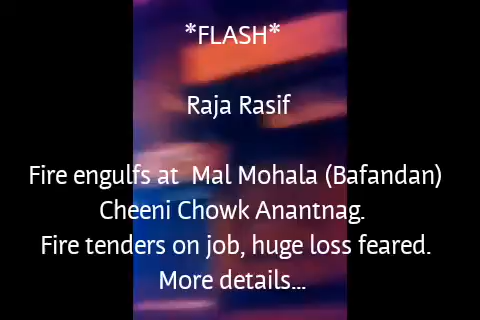 *FLASH*
Raja Rasif
Fire engulfs at Mal Mohala (Bafandan)
Cheeni Chowk Anantnag.
Fire tenders on job, huge loss feared.
More details...